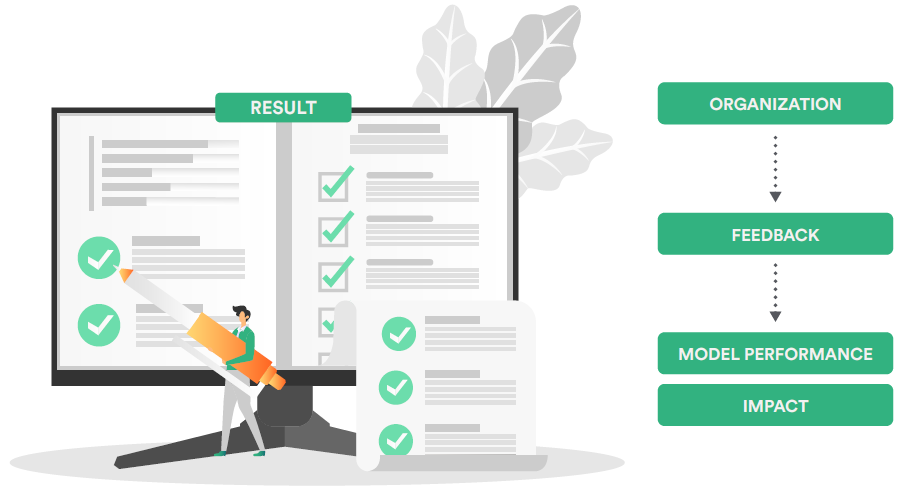 RESULT
ORGANIZATION
FEEDBACK
MODEL PERFORMANCE
IMPACT